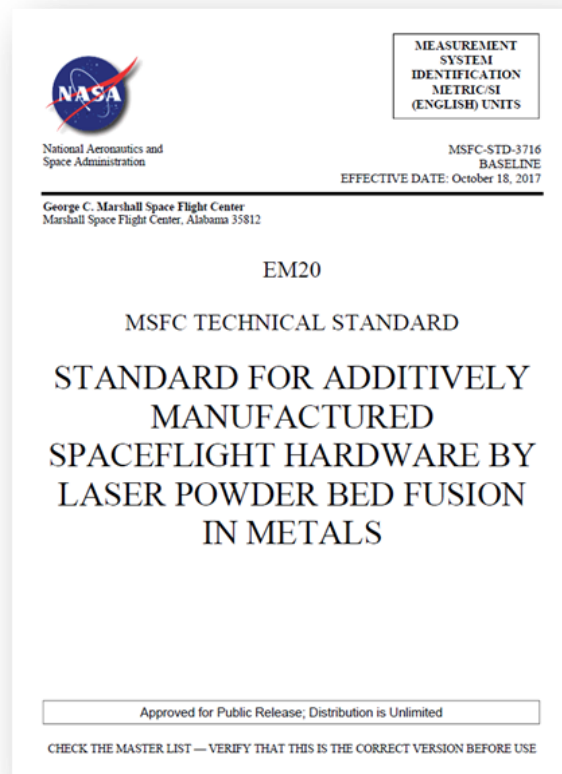 MEASUREMENT
SYSTEM
IDENTIFICATION
METRIC/SI
(ENGLISH) UNITS
NASA
National Aeronautics and
Space Administration
MSFC-STD-3716
BASELINE
EFFECTIVE DATE: October 18, 2017
George C. Marshall Space Flight Center
Marshall Space Flight Center, Alabama 35812
EM20
MSFC TECHNICAL STANDARD
STANDARD FOR ADDITIVELY
MANUFACTURED
SPACEFLIGHT HARDWARE BY
LASER POWDER BED FUSION
IN METALS
Approved for Public Release; Distribution is Unlimited
CHECK THE MASTER LIST — VERIFY THAT THIS IS THE CORRECT VERSION BEFORE USE